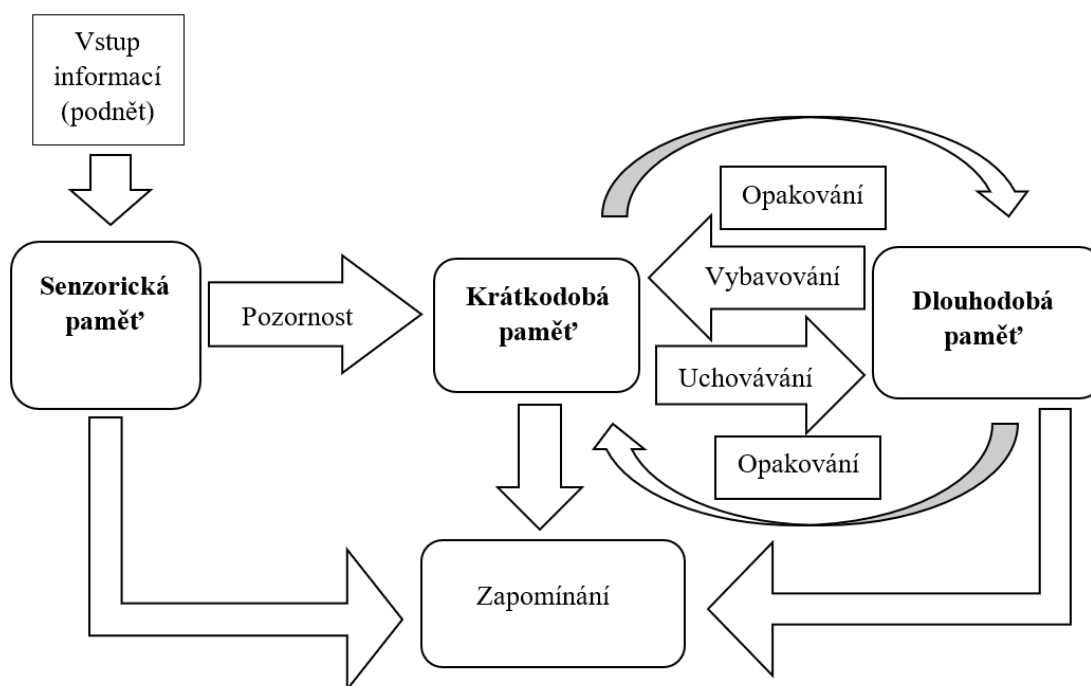 Vstup
informací
(podnět)
Opakování
Senzorická
paměť
Pozornost
Krátkodobá
paměť
Vybavování
Dlouhodobá
paměť
Uchovávání
Opakování
Zapomínání